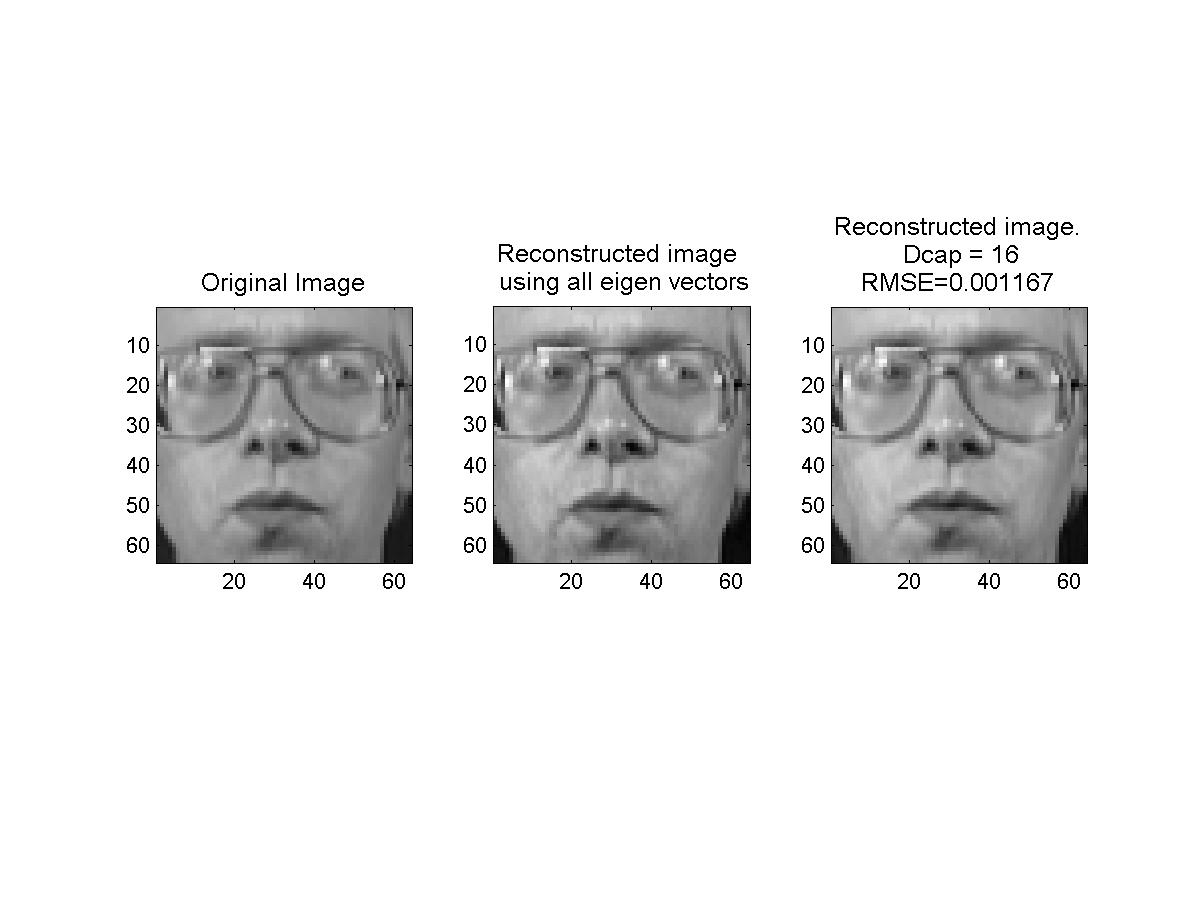 Original Image
10
20
30
40
50
60
20 40 60
Reconstructed image
using all eigen vectors
10
20
30
40
50
60
20 40 60
Reconstructed image.
Dcap = 16
RMSE=0.001167
10
20
30
40
50
60
20 40 60